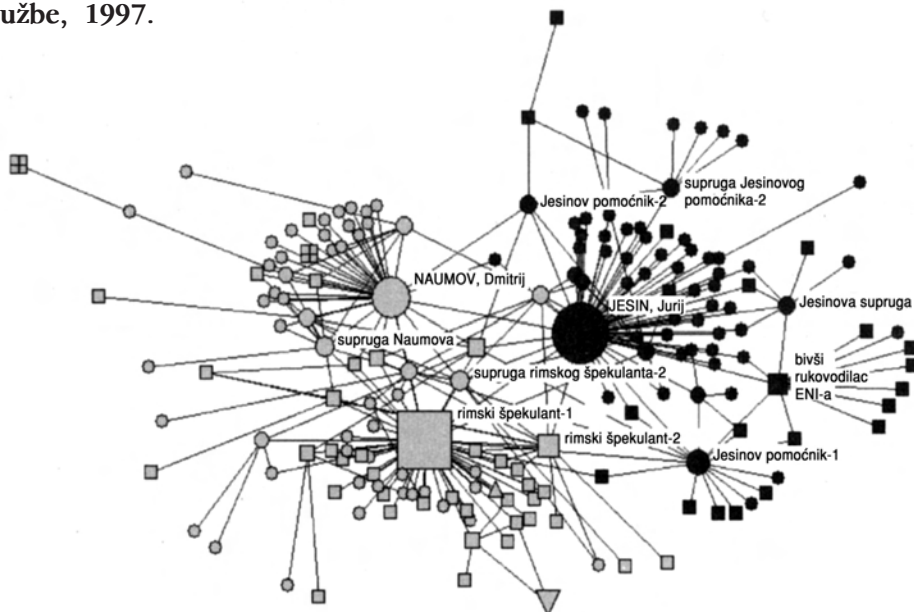 užbe, 1997.
supruga Jesinovog
pomoćnika-2
Jesinov pomoćnik-2
NAUMOV, Dmitrij
JESIN, Jurij
Jesinova supruga
supruga Naumova
bivši
rukovodilac
ENI-a
supruga rimskog špekulanta-2
rimski špekulant-1
rimski špekulant-2
Jesinov pomoćnik-1